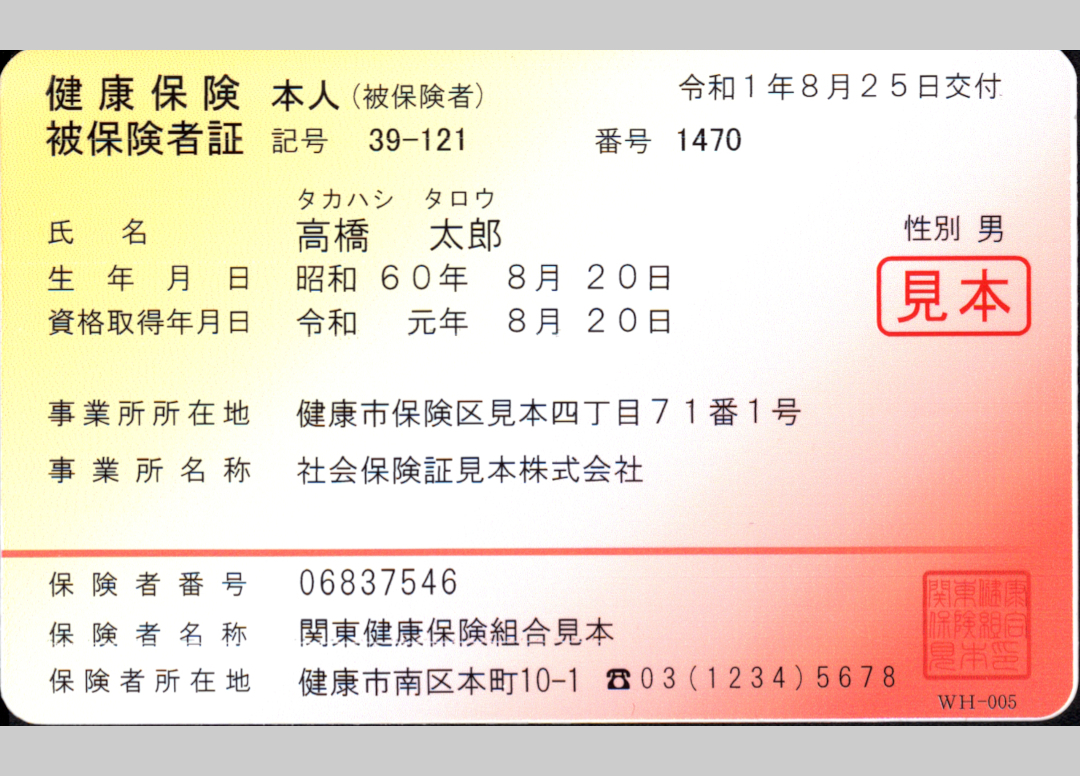 健康保険 本人(被保険者) 令和1年8月25日交付
被保険者証 記号 39-121 番号 1470
タカハシ タロウ
氏名 高橋 太郎 性別 男
生年月日 昭和 60年 8月 20日
見本
資格取得年月日 令和 元年 8月 20日
事業所所在地 健康市保険区見本四丁目71番1号
事業所名称 社会保険証見本株式会社
保険者番号 06837546
保険者名称 関東健康保険組合見本
保険者所在地 健康市南区本町10-1 ☎03(1234)5678
関東健康
保険組合
見本印
WH-005